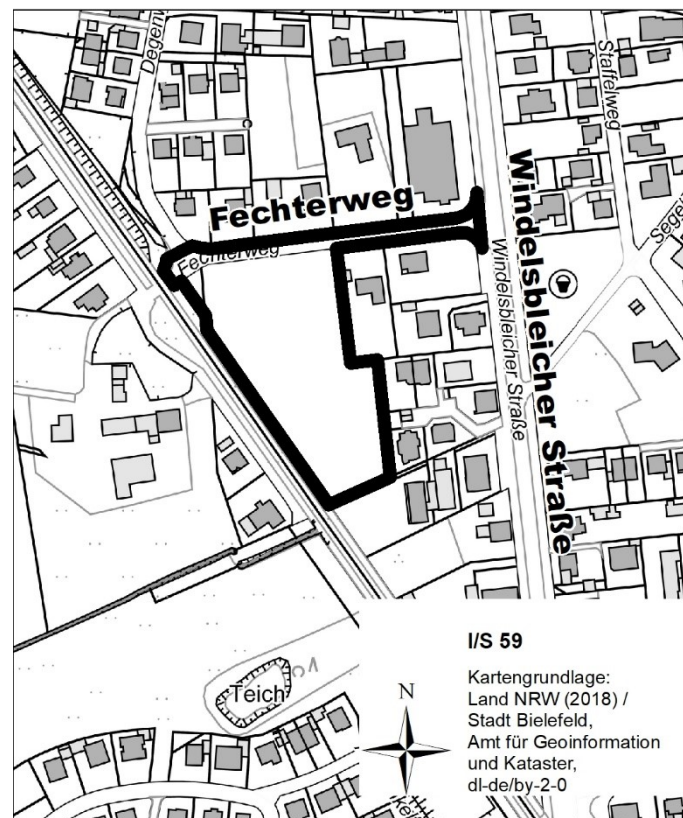 Staffelweg
Fechterweg
Fechterweg
Windelsbleicher Straße
Windelsbleicher Straße
Teich
I/S 59
Kartengrundlage:
Land NRW (2018) /
Stadt Bielefeld,
Amt für Geoinformation
und Kataster,
dl-de/by-2-0
N